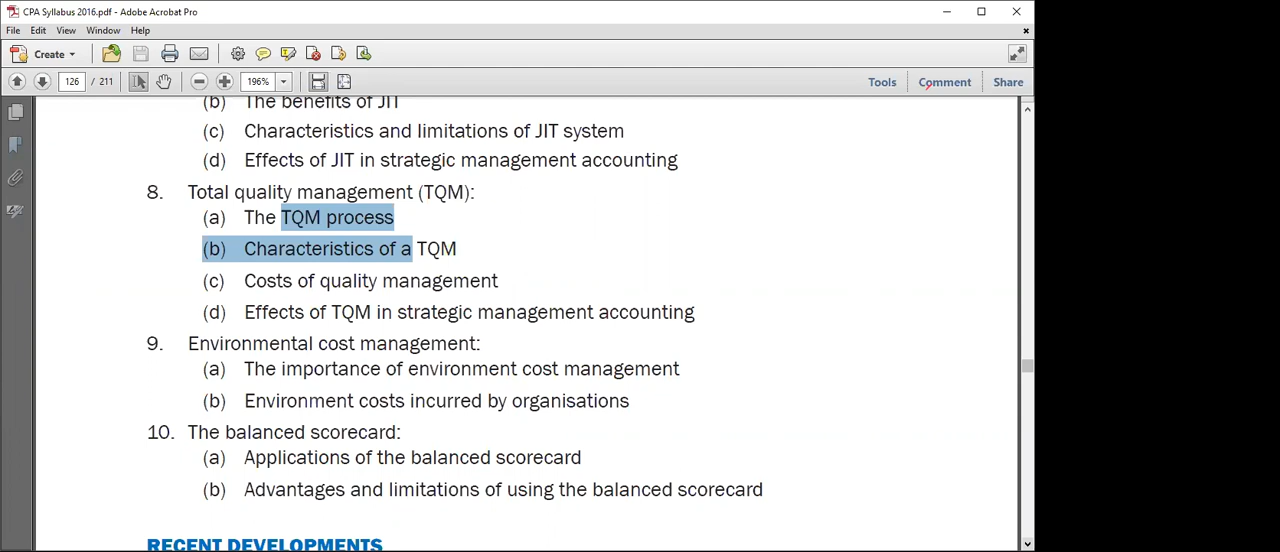 CPA Syllabus 2016.pdf - Adobe Acrobat Pro
File Edit View Window Help
Create
126 / 211 196% Tools Comment Share
(b) The benefits of JIT
(c) Characteristics and limitations of JIT system
(d) Effects of JIT in strategic management accounting
8. Total quality management (TQM):
(a) The TQM process
(b) Characteristics of a TQM
(c) Costs of quality management
(d) Effects of TQM in strategic management accounting
9. Environmental cost management:
(a) The importance of environment cost management
(b) Environment costs incurred by organisations
10. The balanced scorecard:
(a) Applications of the balanced scorecard
(b) Advantages and limitations of using the balanced scorecard
RECENT DEVELOPMENTS